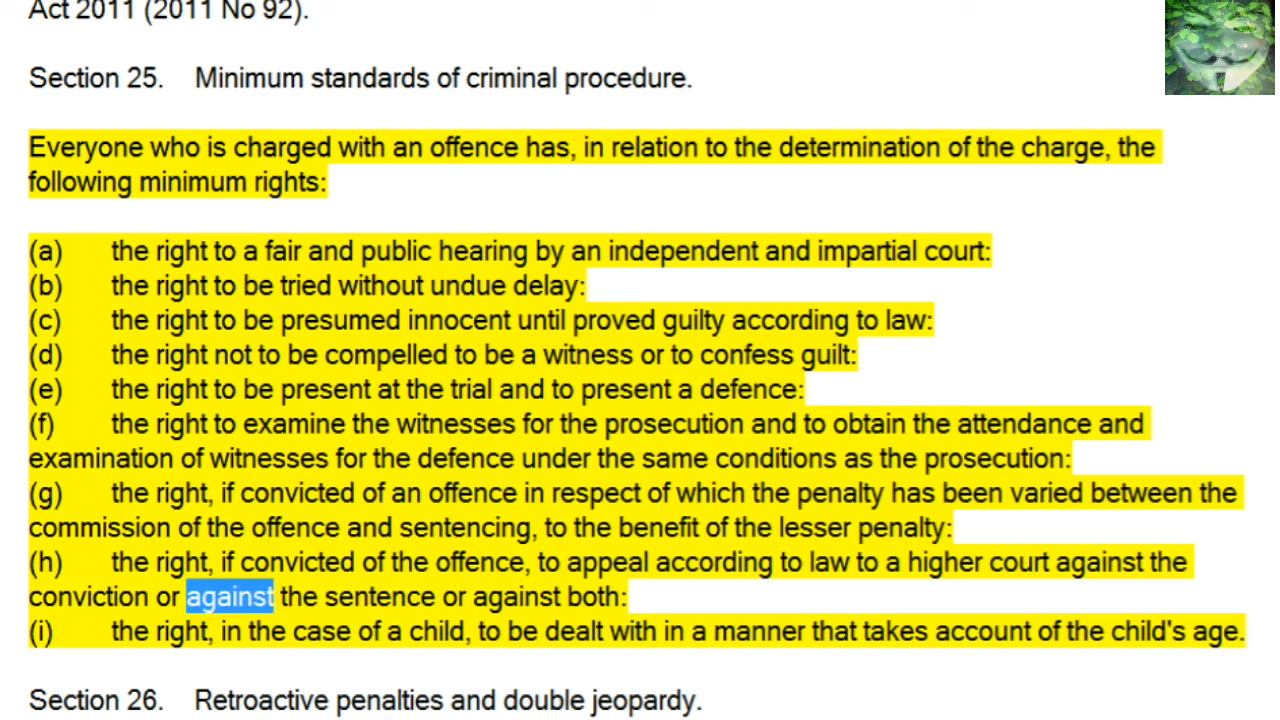 Act 2011 (2011 No 92).
Section 25. Minimum standards of criminal procedure.
Everyone who is charged with an offence has, in relation to the determination of the charge, the
following minimum rights:
(a) the right to a fair and public hearing by an independent and impartial court:
(b) the right to be tried without undue delay:
(c) the right to be presumed innocent until proved guilty according to law:
(d) the right not to be compelled to be a witness or to confess guilt:
(e) the right to be present at the trial and to present a defence:
(f) the right to examine the witnesses for the prosecution and to obtain the attendance and
examination of witnesses for the defence under the same conditions as the prosecution:
(g) the right, if convicted of an offence in respect of which the penalty has been varied between the
commission of the offence and sentencing, to the benefit of the lesser penalty:
(h) the right, if convicted of the offence, to appeal according to law to a higher court against the
conviction or against the sentence or against both:
(i) the right, in the case of a child, to be dealt with in a manner that takes account of the child's age.
Section 26. Retroactive penalties and double jeopardy.